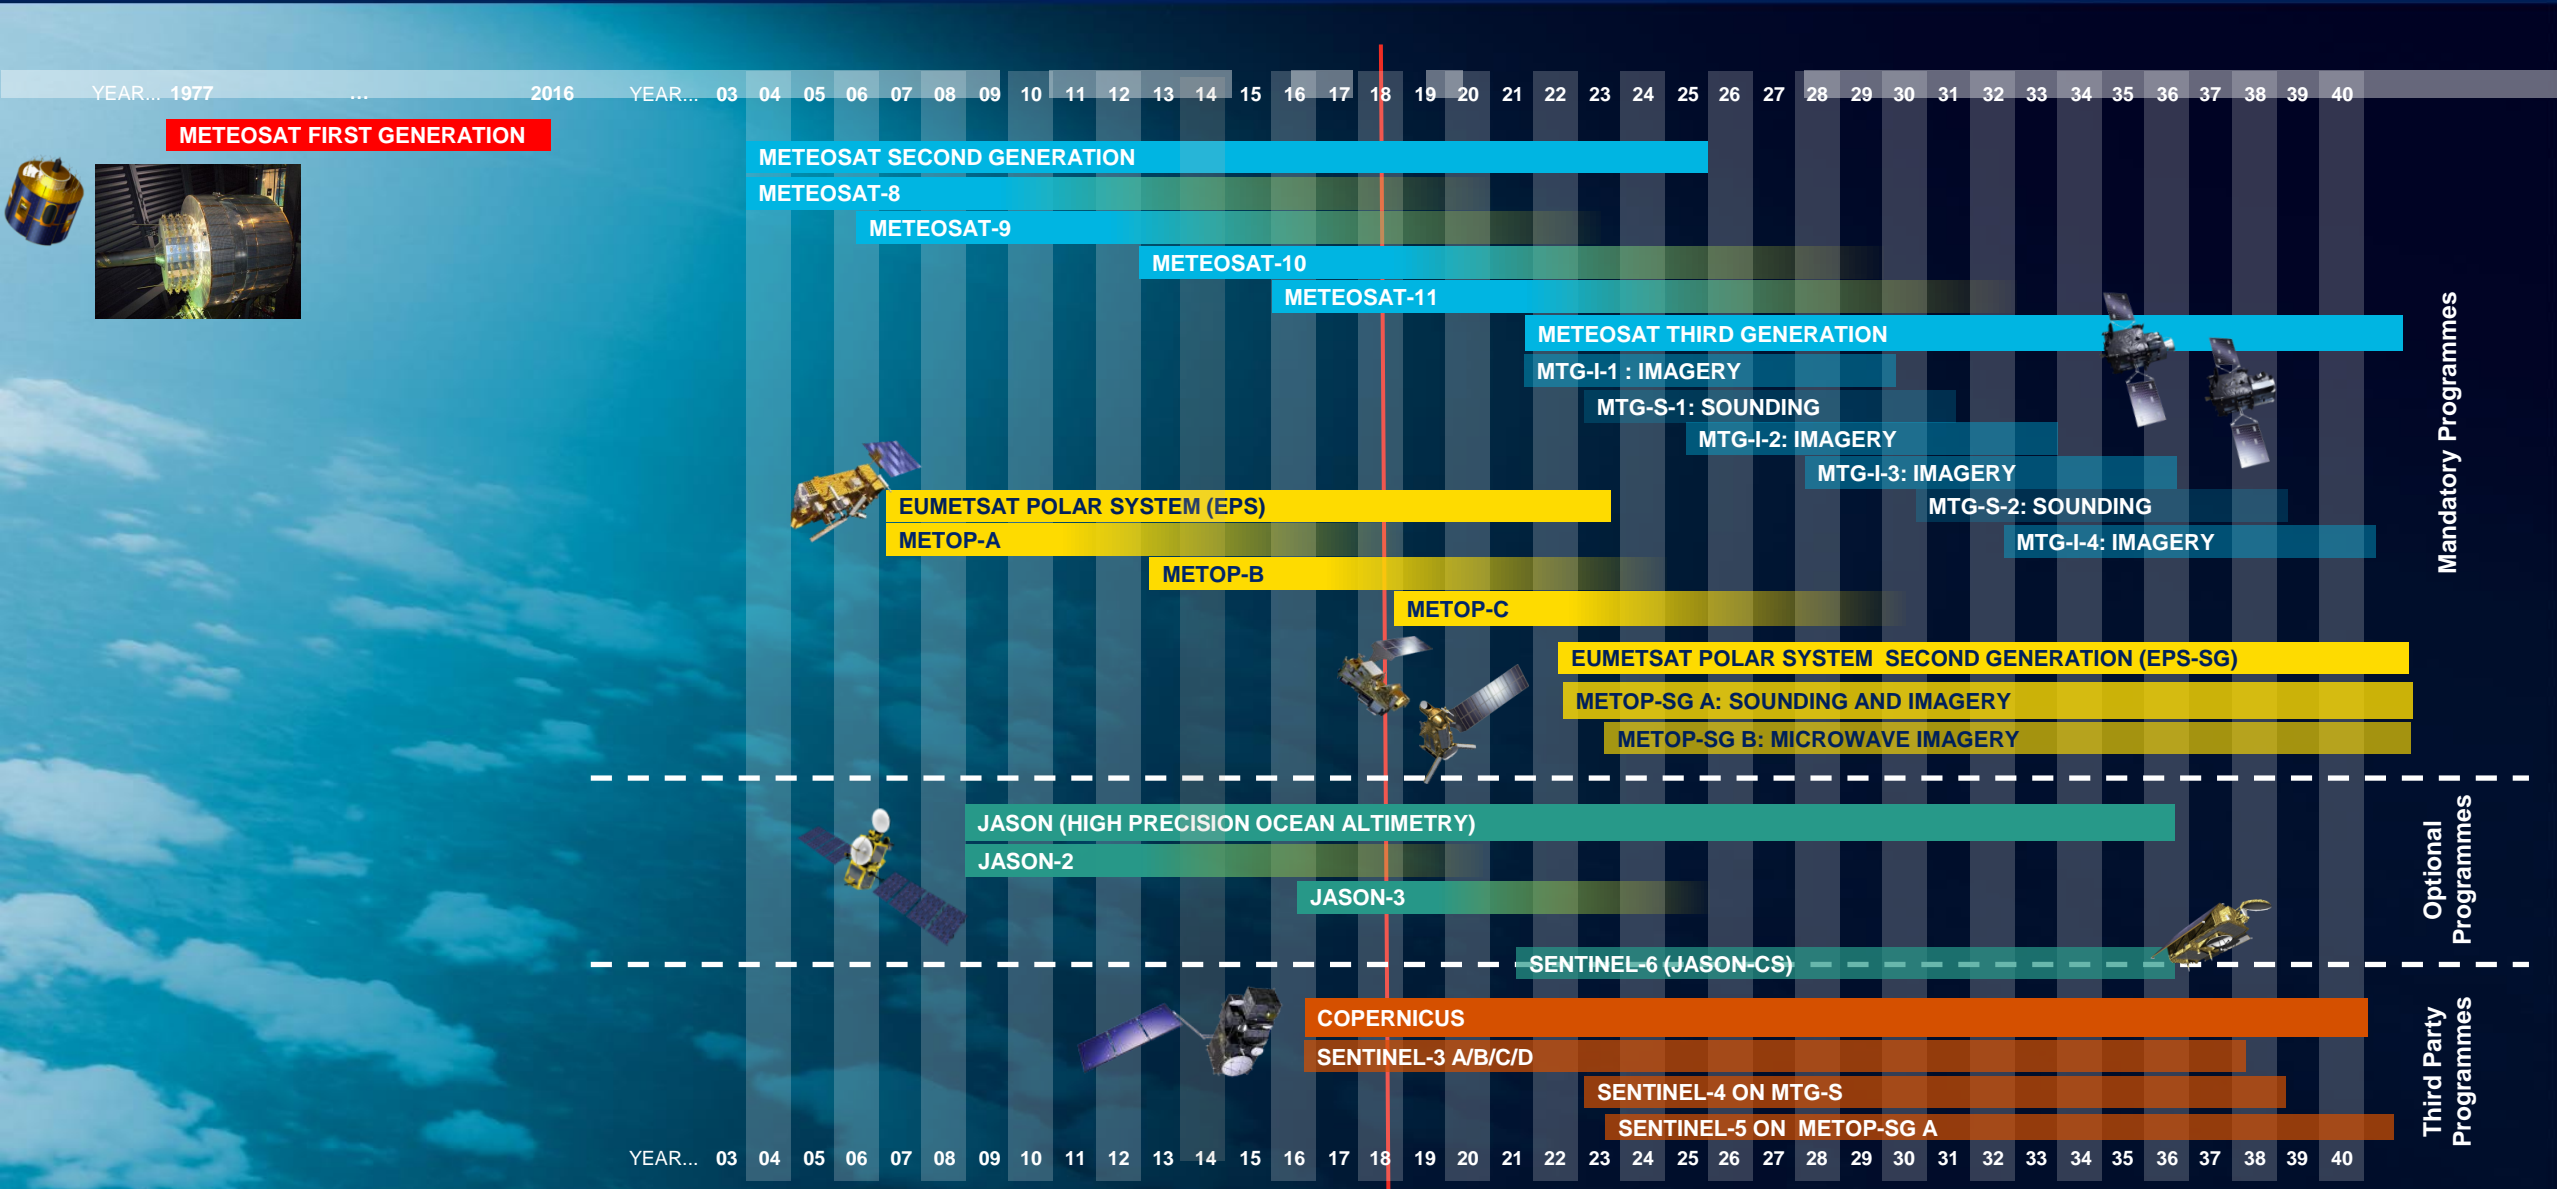 YEAR... 1977 ... 2016 YEAR... 03 04 05 06 07 08 09 10 11 12 13 14 15 16 17 18 19 20 21 22 23 24 25 26 27 28 29 30 31 32 33 34 35 36 37 38 39 40
METEOSAT FIRST GENERATION
METEOSAT SECOND GENERATION
METEOSAT-8
METEOSAT-9
METEOSAT-10
METEOSAT-11
METEOSAT THIRD GENERATION
MTG-I-1 : IMAGERY
MTG-S-1: SOUNDING
MTG-I-2: IMAGERY
MTG-I-3: IMAGERY
MTG-S-2: SOUNDING
MTG-I-4: IMAGERY
Mandatory Programmes
EUMETSAT POLAR SYSTEM (EPS)
METOP-A
METOP-B
METOP-C
EUMETSAT POLAR SYSTEM SECOND GENERATION (EPS-SG)
METOP-SG A: SOUNDING AND IMAGERY
METOP-SG B: MICROWAVE IMAGERY
JASON (HIGH PRECISION OCEAN ALTIMETRY)
JASON-2
JASON-3
SENTINEL-6 (JASON-CS)
Optional
Programmes
COPERNICUS
SENTINEL-3 A/B/C/D
SENTINEL-4 ON MTG-S
SENTINEL-5 ON METOP-SG A
Third Party
Programmes
YEAR... 03 04 05 06 07 08 09 10 11 12 13 14 15 16 17 18 19 20 21 22 23 24 25 26 27 28 29 30 31 32 33 34 35 36 37 38 39 40